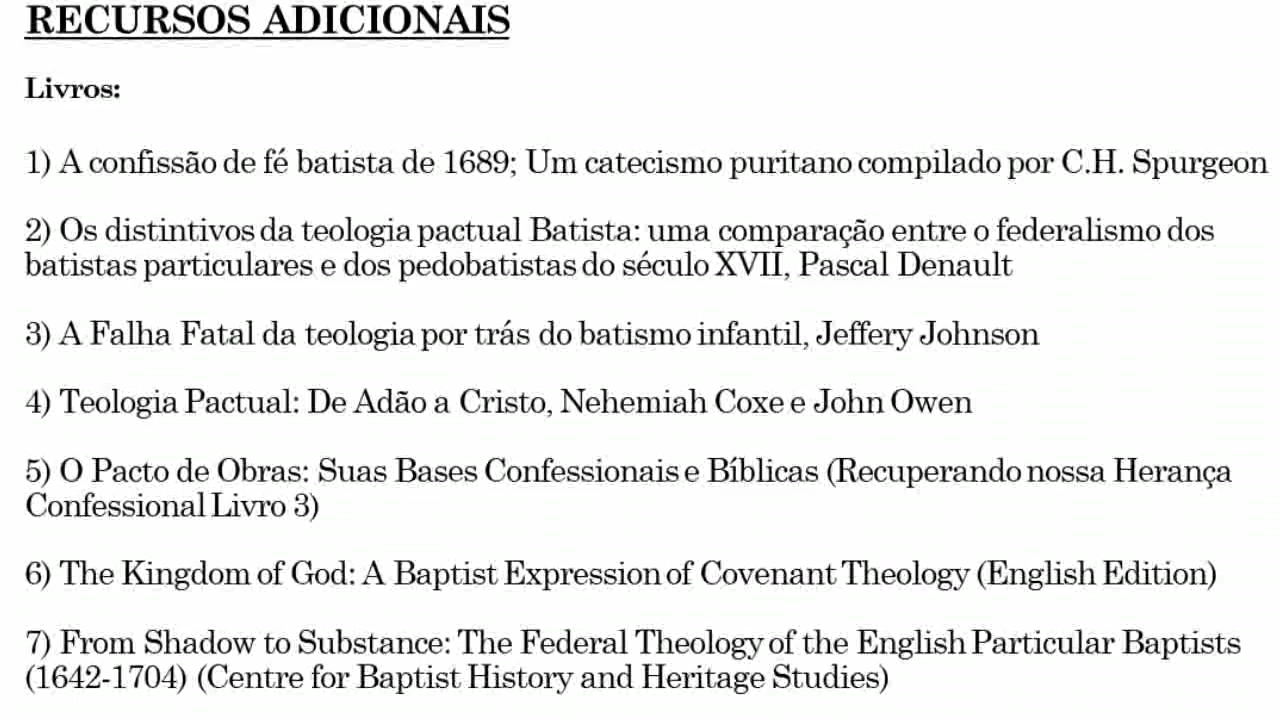 RECURSOS ADICIONAIS
Livros:
1) A confissão de fé batista de 1689; Um catecismo puritano compilado por C.H. Spurgeon
2) Os distintivos da teologia pactual Batista: uma comparação entre o federalismo dos
batistas particulares e dos pedobatistas do século XVII, Pascal Denault
3) A Falha Fatal da teologia por trás do batismo infantil, Jeffery Johnson
4) Teologia Pactual: De Adão a Cristo, Nehemiah Coxe e John Owen
5) O Pacto de Obras: Suas Bases Confessionais e Bíblicas (Recuperando nossa Herança
Confessional Livro 3)
6) The Kingdom of God: A Baptist Expression of Covenant Theology (English Edition)
7) From Shadow to Substance: The Federal Theology of the English Particular Baptists
(1642-1704) (Centre for Baptist History and Heritage Studies)